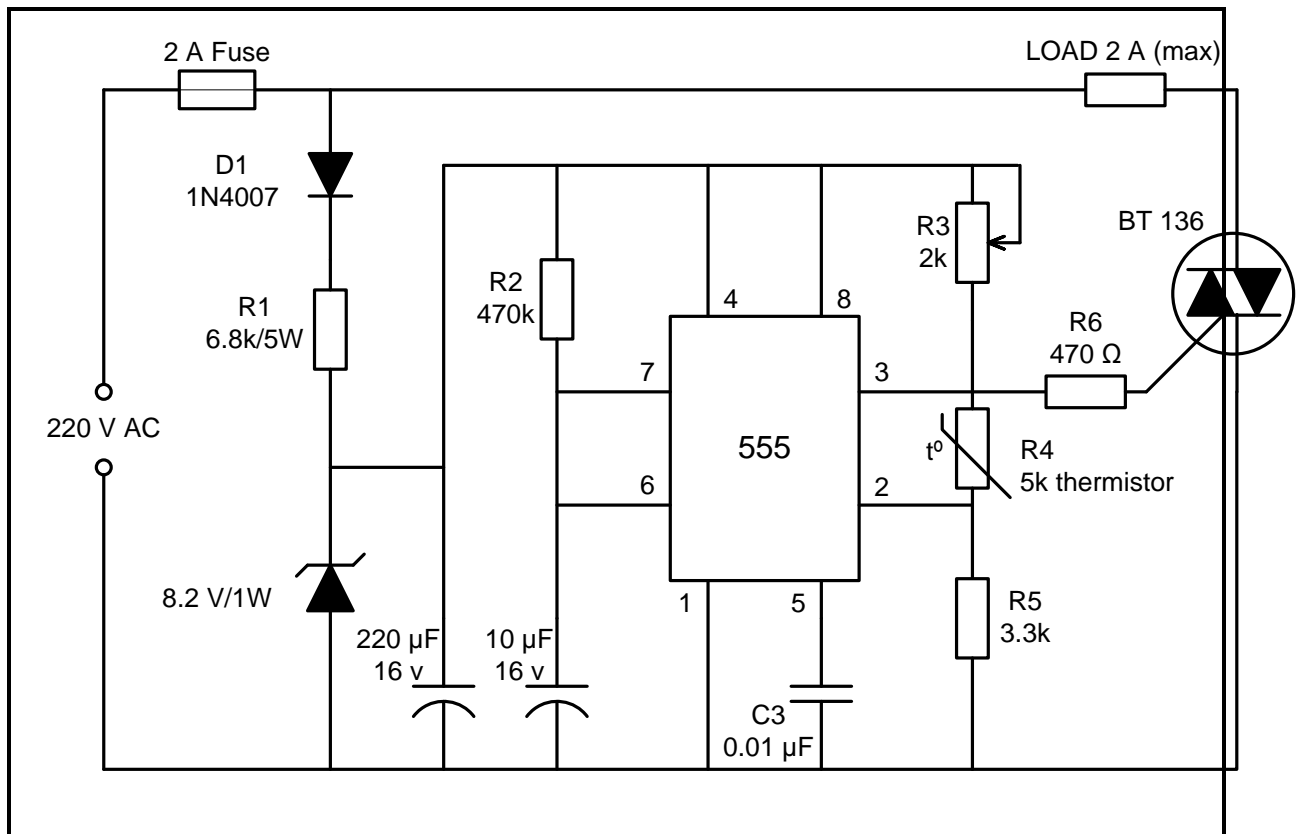 2 A Fuse
LOAD 2 A (max)
D1
1N4007
BT 136
R3
2k
R2
470k
4
8
R1
6.8k/5W
R6
470 Ω
7
3
220 V AC
555
tº
R4
5k thermistor
6
2
8.2 V/1W
1
5
R5
3.3k
220 µF
16 v
10 µF
16 v
C3
0.01 µF